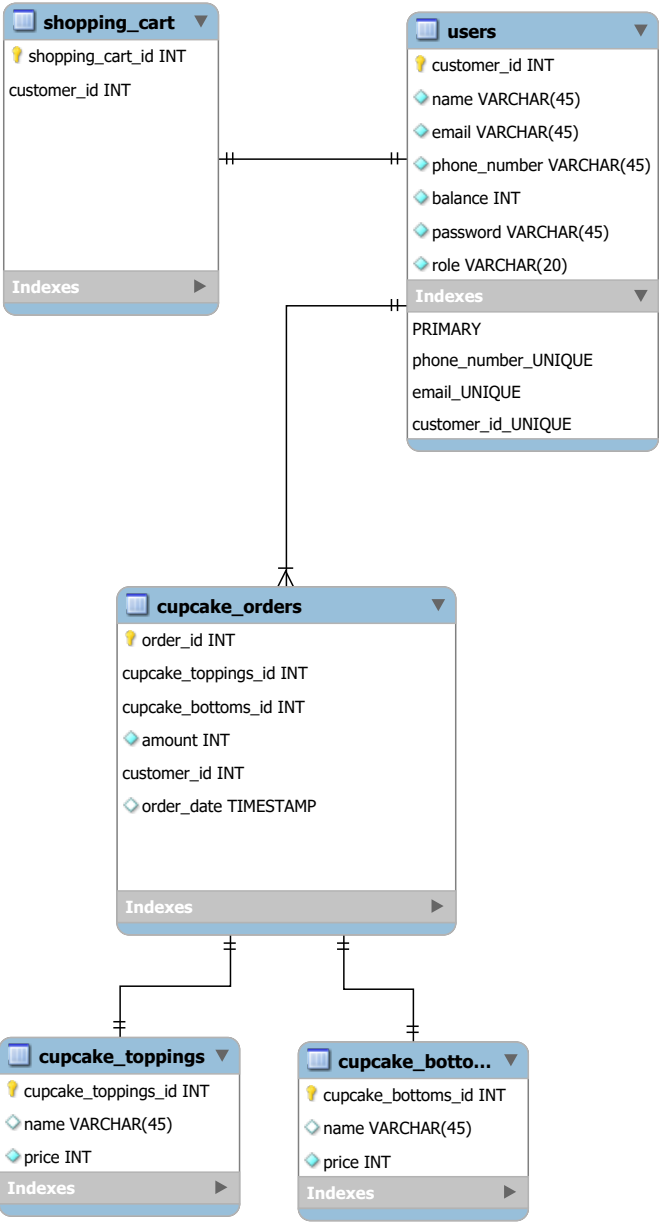 shopping_cart
shopping_cart_id INT
customer_id INT
Indexes
users
customer_id INT
name VARCHAR(45)
email VARCHAR(45)
phone_number VARCHAR(45)
balance INT
password VARCHAR(45)
role VARCHAR(20)
Indexes
PRIMARY
phone_number_UNIQUE
email_UNIQUE
customer_id_UNIQUE
cupcake_orders
order_id INT
cupcake_toppings_id INT
cupcake_bottoms_id INT
amount INT
customer_id INT
order_date TIMESTAMP
Indexes
cupcake_toppings
cupcake_toppings_id INT
name VARCHAR(45)
price INT
Indexes
cupcake_botto...
cupcake_bottoms_id INT
name VARCHAR(45)
price INT
Indexes